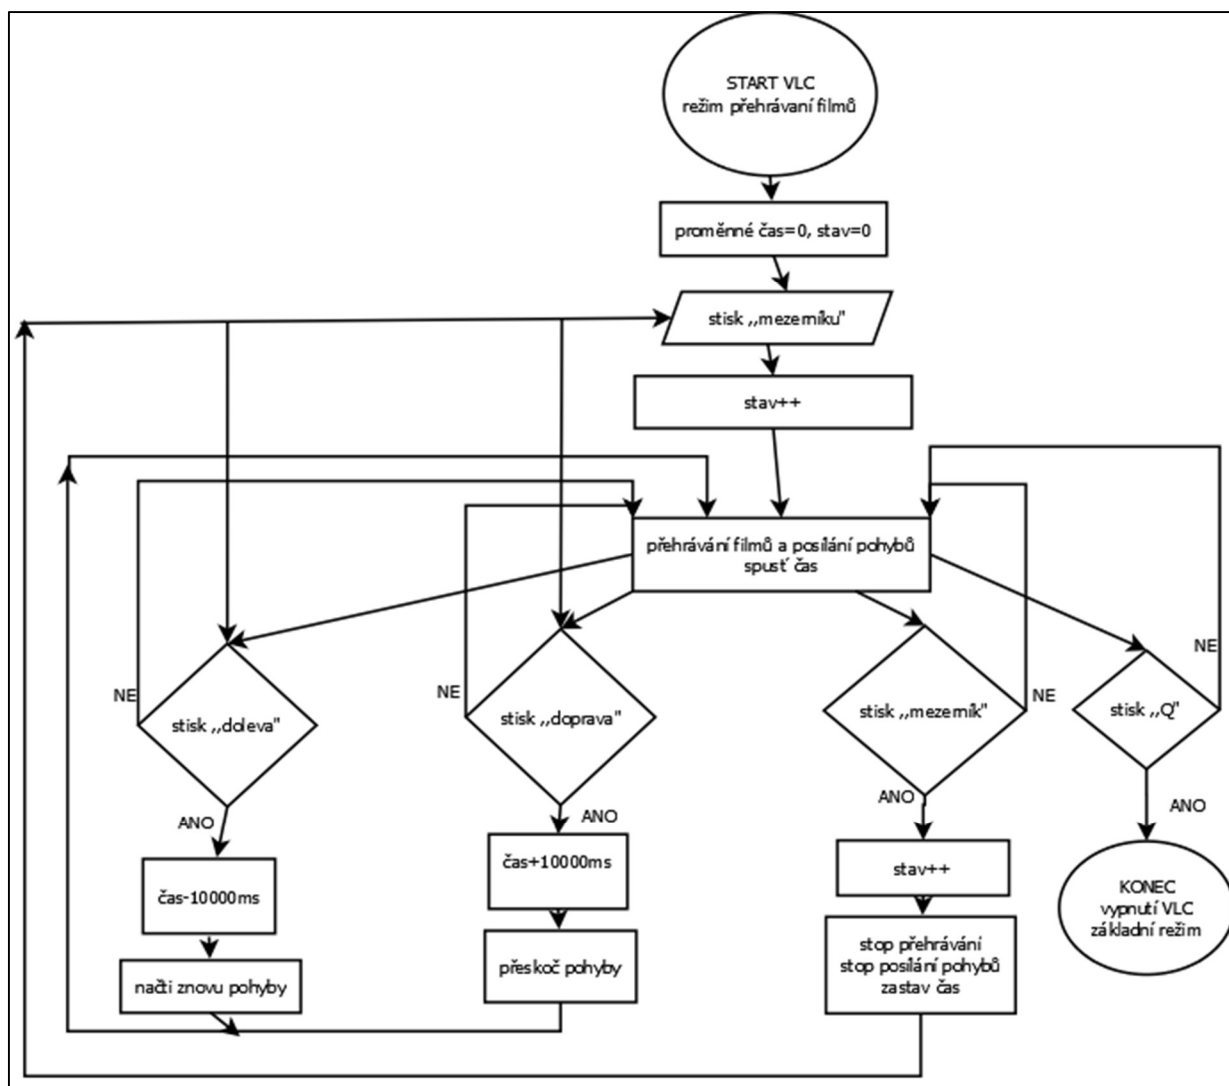 START VLC
režim přehrávaní filmů
proměnné čas=0, stav=0
stisk ,,mezerníku"
stav++
přehrávání filmů a posílání pohybů
spusť čas
NE
stisk ,,doleva"
ANO
čas-10000ms
načti znovu pohyby
NE
stisk ,,doprava"
ANO
čas+10000ms
přeskoč pohyby
NE
stisk ,,mezerník"
ANO
stav++
stop přehrávání
stop posílání pohybů
zastav čas
NE
stisk ,,Q"
ANO
KONEC
vypnutí VLC
základní režim